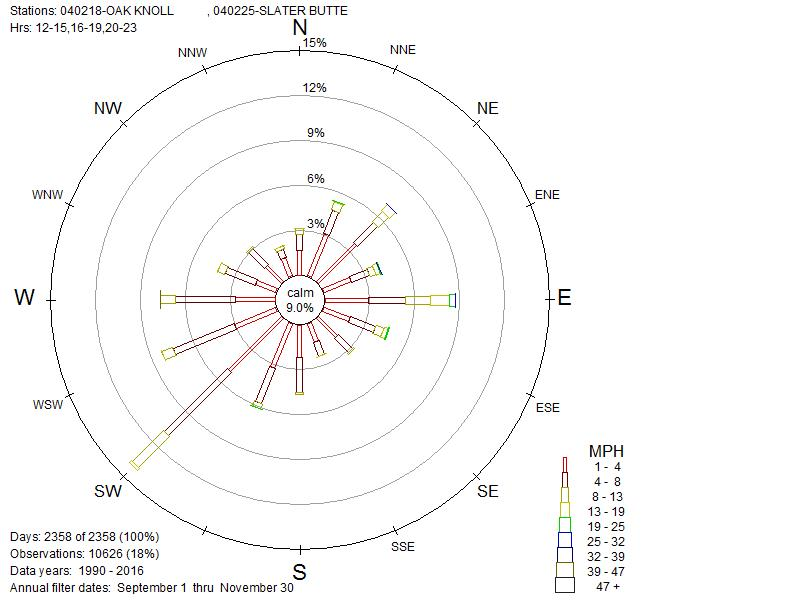 Stations: 040218-OAK KNOLL , 040225-SLATER BUTTE
Hrs: 12-15,16-19,20-23
N
15%
NNW
NNE
12%
NW
NE
9%
6%
WNW
ENE
3%
calm
W
E
9.0%
WSW
ESE
MPH
1 - 4
4 - 8
SW
SE
8 - 13
13 - 19
19 - 25
Days: 2358 of 2358 (100%)
25 - 32
SSE
Observations: 10626 (18%)
32 - 39
Data years: 1990 - 2016
S
39 - 47
Annual filter dates: September 1 thru November 30
47 +